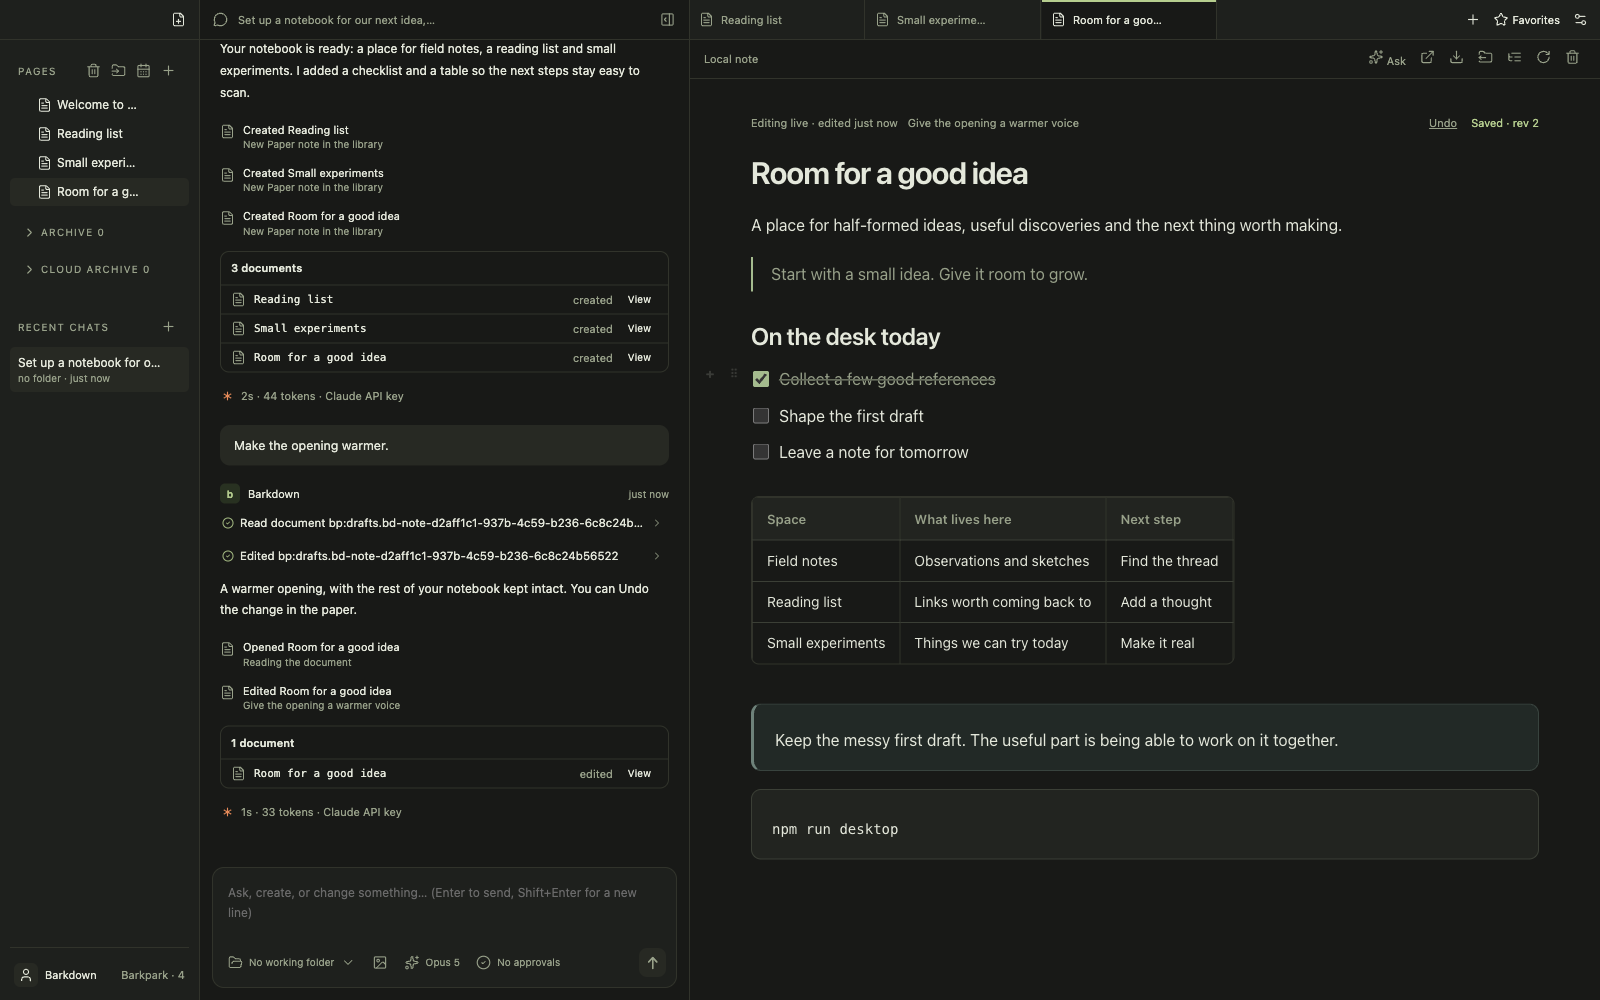 PAGES
Welcome to ...
Reading list
Small experi...
Room for a g...
ARCHIVE 0
CLOUD ARCHIVE 0
RECENT CHATS
Set up a notebook for o...
no folder · just now
Barkdown
Barkpark · 4
Set up a notebook for our next idea,...
Your notebook is ready: a place for field notes, a reading list and small
experiments. I added a checklist and a table so the next steps stay easy to
scan.
Created Reading list
New Paper note in the library
Created Small experiments
New Paper note in the library
Created Room for a good idea
New Paper note in the library
3 documents
Reading list created View
Small experiments created View
Room for a good idea created View
2s · 44 tokens · Claude API key
Make the opening warmer.
b Barkdown just now
Read document bp:drafts.bd-note-d2aff1c1-937b-4c59-b236-6c8c24b...
Edited bp:drafts.bd-note-d2aff1c1-937b-4c59-b236-6c8c24b56522
A warmer opening, with the rest of your notebook kept intact. You can Undo
the change in the paper.
Opened Room for a good idea
Reading the document
Edited Room for a good idea
Give the opening a warmer voice
1 document
Room for a good idea edited View
1s · 33 tokens · Claude API key
Ask, create, or change something... (Enter to send, Shift+Enter for a new
line)
No working folder
Opus 5
No approvals
Reading list
Small experime...
Room for a goo...
Favorites
Local note
Ask
Editing live · edited just now Give the opening a warmer voice
Undo Saved · rev 2
Room for a good idea
A place for half-formed ideas, useful discoveries and the next thing worth making.
Start with a small idea. Give it room to grow.
On the desk today
Collect a few good references
Shape the first draft
Leave a note for tomorrow
Space What lives here Next step
Field notes Observations and sketches Find the thread
Reading list Links worth coming back to Add a thought
Small experiments Things we can try today Make it real
Keep the messy first draft. The useful part is being able to work on it together.
npm run desktop